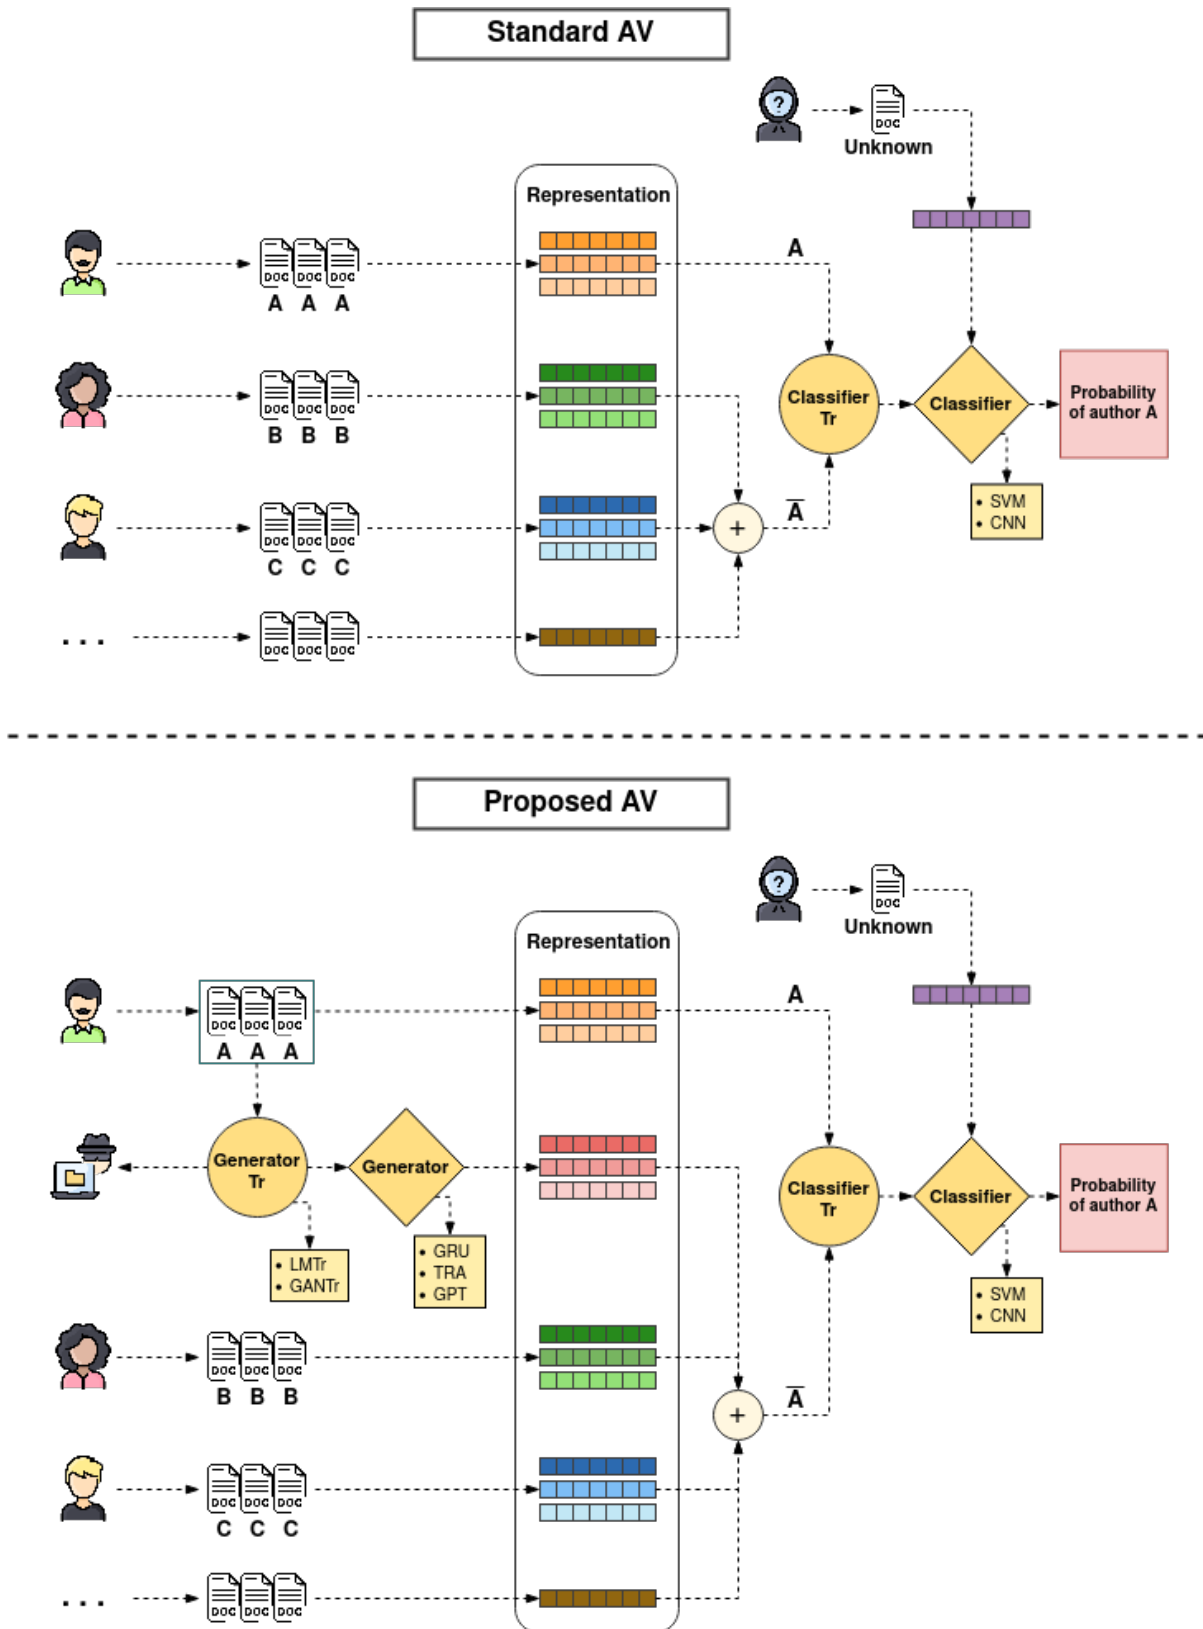 Standard AV
?
DOC
Unknown
Representation
DOC DOC DOC
A A A
A
DOC DOC DOC
B B B
Classifier
Tr
Classifier
Probability
of author A
• SVM
• CNN
DOC DOC DOC
C C C
+
A̅
...
DOC DOC DOC
Proposed AV
?
DOC
Unknown
Representation
DOC DOC DOC
A A A
A
Generator
Tr
Generator
Classifier
Tr
Classifier
Probability
of author A
• LMTr
• GANTr
• GRU
• TRA
• GPT
• SVM
• CNN
DOC DOC DOC
B B B
+
A̅
DOC DOC DOC
C C C
...
DOC DOC DOC